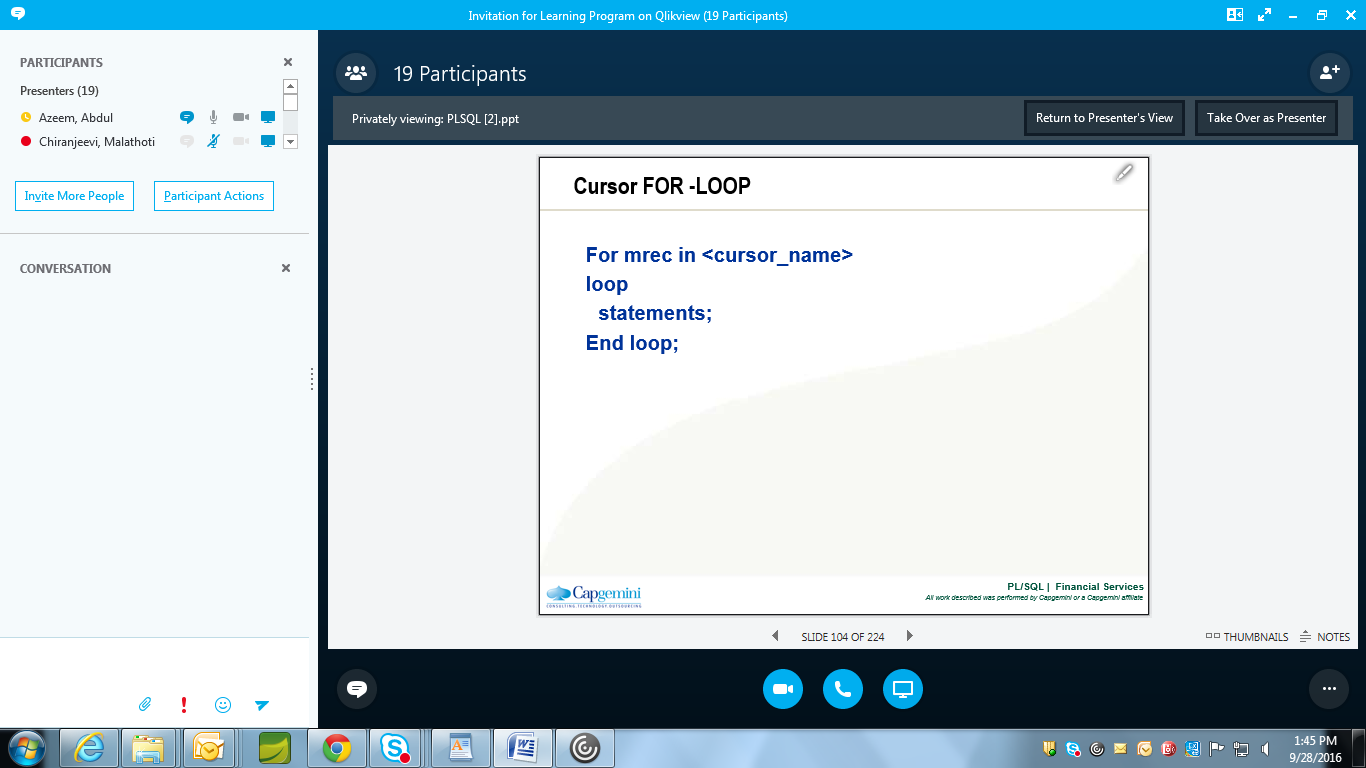 Invitation for Learning Program on Qlikview (19 Participants)
PARTICIPANTS
Presenters (19)
Azeem, Abdul
Chiranjeevi, Malathoti
Invite More People
Participant Actions
CONVERSATION
19 Participants
Privately viewing: PLSQL [2].ppt
Return to Presenter's View
Take Over as Presenter
Cursor FOR -LOOP
For mrec in <cursor_name>
loop
statements;
End loop;
Capgemini
CONSULTING.TECHNOLOGY.OUTSOURCING
PL/SQL | Financial Services
All work described was performed by Capgemini or a Capgemini affiliate
SLIDE 104 OF 224
THUMBNAILS
NOTES
1:45 PM
9/28/2016